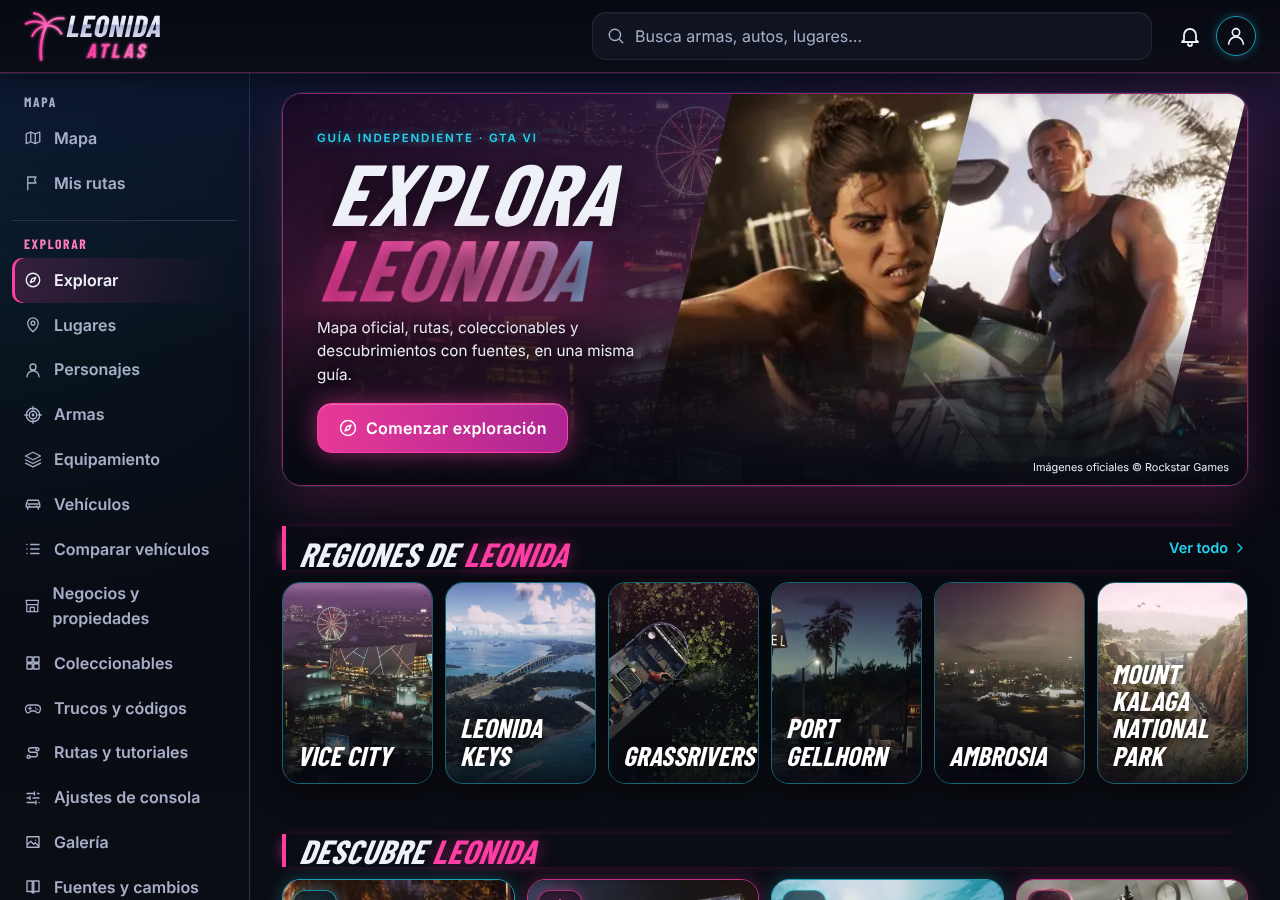 LEONIDA
ATLAS
Busca armas, autos, lugares...
MAPA
Mapa
Mis rutas
EXPLORAR
Explorar
Lugares
Personajes
Armas
Equipamiento
Vehículos
Comparar vehículos
Negocios y
propiedades
Coleccionables
Trucos y códigos
Rutas y tutoriales
Ajustes de consola
Galería
Fuentes y cambios
GUÍA INDEPENDIENTE · GTA VI
EXPLORA
LEONIDA
Mapa oficial, rutas, coleccionables y
descubrimientos con fuentes, en una misma
guía.
Comenzar exploración
Imágenes oficiales © Rockstar Games
REGIONES DE LEONIDA
Ver todo
VICE CITY
LEONIDA
KEYS
GRASSRIVERS
PORT
GELLHORN
AMBROSIA
MOUNT
KALAGA
NATIONAL
PARK
DESCUBRE LEONIDA